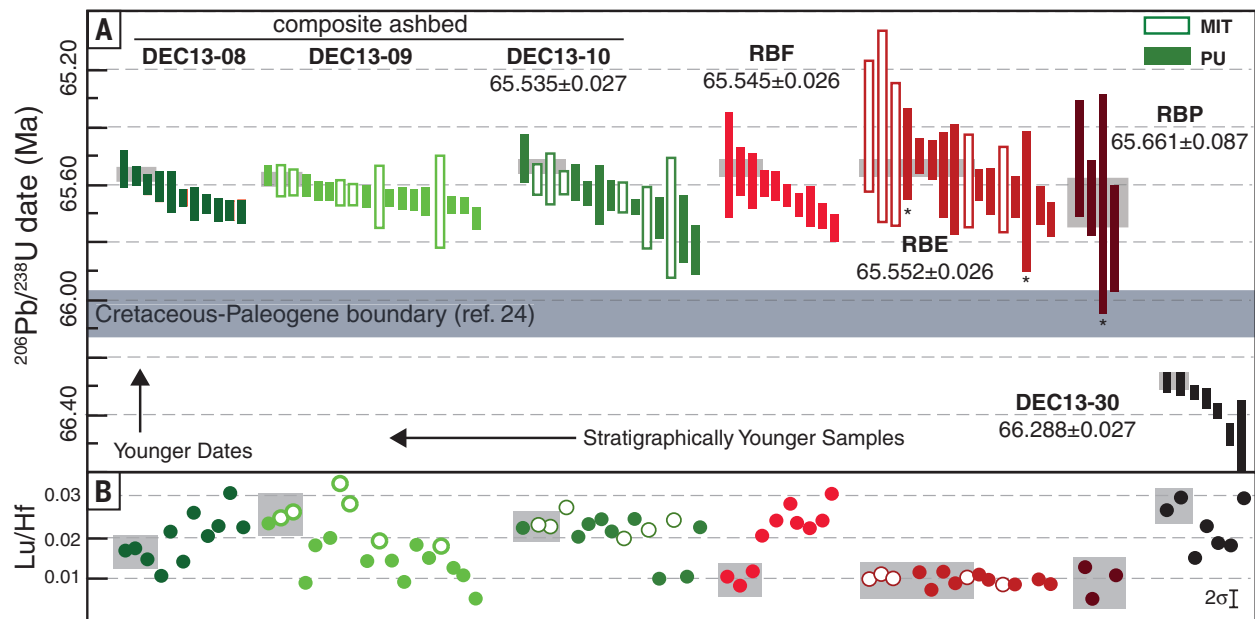 A
composite ashbed
DEC13-08
DEC13-09
DEC13-10
65.535±0.027
RBF
65.545±0.026
MIT
PU
RBP
65.661±0.087
RBE
65.552±0.026
*
*
*
206Pb/238U date (Ma)
65.20
65.60
66.00
66.40
Cretaceous-Paleogene boundary (ref. 24)
DEC13-30
66.288±0.027
Younger Dates
Stratigraphically Younger Samples
B
Lu/Hf
0.03
0.02
0.01
2σ